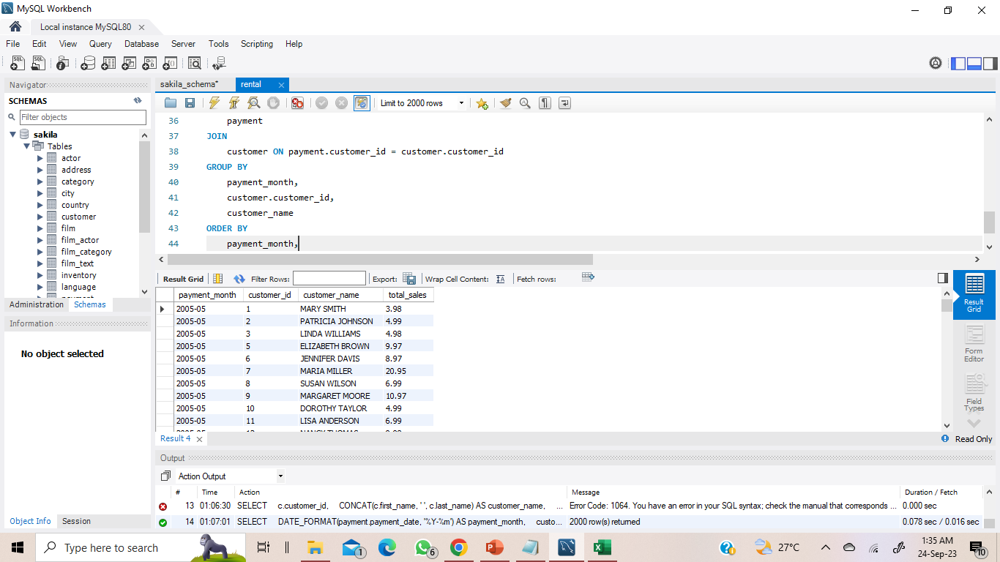 MySQL Workbench
Local instance MySQL80
File Edit View Query Database Server Tools Scripting Help
Navigator
SCHEMAS
Filter objects
sakila
Tables
actor
address
category
city
country
customer
film
film_actor
film_category
film_text
inventory
language
Administration Schemas
Information
No object selected
Object Info Session
sakila_schema* rental
Limit to 2000 rows
36 payment
37 JOIN
38 customer ON payment.customer_id = customer.customer_id
39 GROUP BY
40 payment_month,
41 customer.customer_id,
42 customer_name
43 ORDER BY
44 payment_month,
Result Grid Filter Rows: Export: Wrap Cell Content: Fetch rows:
payment_month customer_id customer_name total_sales
2005-05 1 MARY SMITH 3.98
2005-05 2 PATRICIA JOHNSON 4.99
2005-05 3 LINDA WILLIAMS 4.98
2005-05 5 ELIZABETH BROWN 9.97
2005-05 6 JENNIFER DAVIS 8.97
2005-05 7 MARIA MILLER 20.95
2005-05 8 SUSAN WILSON 6.99
2005-05 9 MARGARET MOORE 10.97
2005-05 10 DOROTHY TAYLOR 4.99
2005-05 11 LISA ANDERSON 6.99
Result Grid
Form Editor
Field Types
Result 4
Read Only
Output
Action Output
# Time Action Message Duration / Fetch
13 01:06:30 SELECT c.customer_id, CONCAT(c.first_name, ' ', c.last_name) AS customer_name, ... Error Code: 1064. You have an error in your SQL syntax; check the manual that corresponds ... 0.000 sec
14 01:07:01 SELECT DATE_FORMAT(payment.payment_date, '%Y-%m') AS payment_month, custo... 2000 row(s) returned 0.078 sec / 0.016 sec
Type here to search
1
6
27°C
1:35 AM
24-Sep-23
10